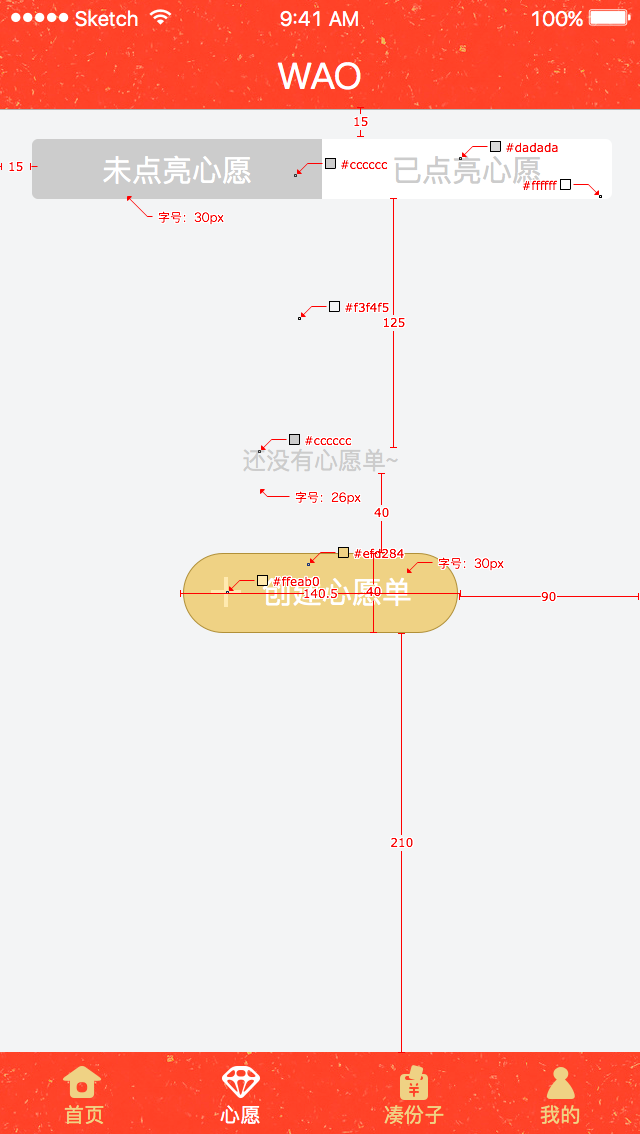 Sketch 9:41 AM 100%
WAO
15
15
未点亮心愿
#cccccc
已点亮心愿
#dadada
#ffffff
字号：30px
#f3f4f5
125
#cccccc
还没有心愿单~
字号：26px
40
#efd284
字号：30px
#ffeab0
创建心愿单
140.5
40
90
210
首页 心愿 凑份子 我的